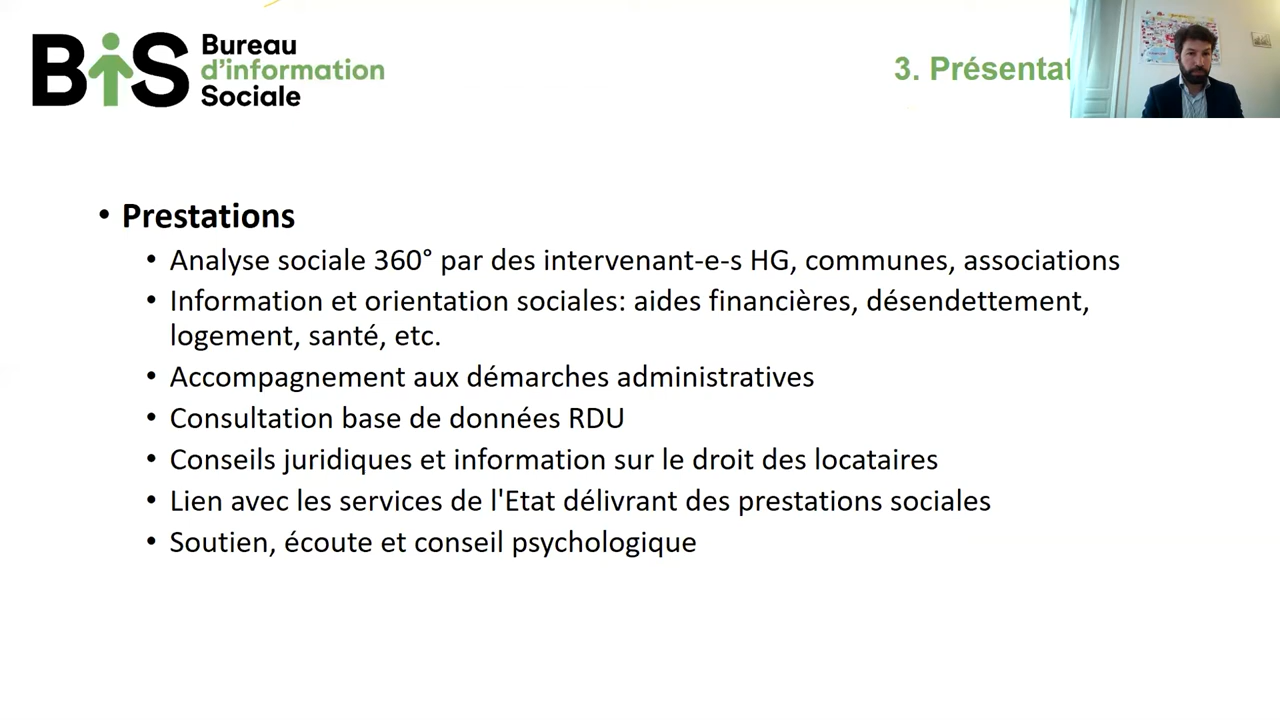 BiS
Bureau
d'information
Sociale
3. Présentat
• Prestations
• Analyse sociale 360° par des intervenant-e-s HG, communes, associations
• Information et orientation sociales: aides financières, désendettement,
logement, santé, etc.
• Accompagnement aux démarches administratives
• Consultation base de données RDU
• Conseils juridiques et information sur le droit des locataires
• Lien avec les services de l'Etat délivrant des prestations sociales
• Soutien, écoute et conseil psychologique